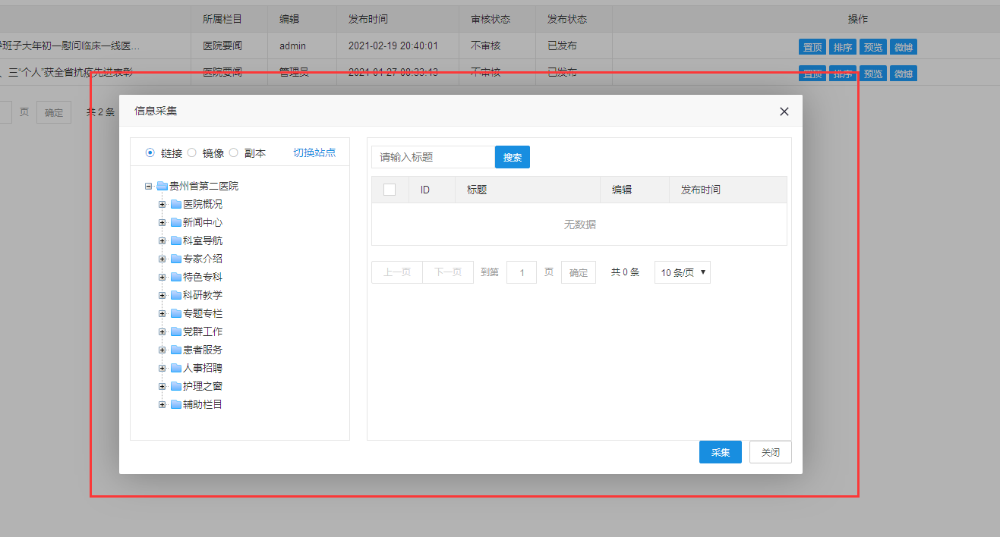 所属栏目 编辑 发布时间 审核状态 发布状态 操作
班子大年初一慰问临床一线医… 医院要闻 admin 2021-02-19 20:40:01 不审核 已发布 置顶 排序 预览 微博
、三“个人”获全省抗疫先进表彰 医院要闻 管理员 2021-01-27 08:33:13 不审核 已发布 置顶 排序 预览 微博
页 确定 共 2 条
信息采集
链接 镜像 副本 切换站点
贵州省第二医院
医院概况
新闻中心
科室导航
专家介绍
特色专科
科研教学
专题专栏
党群工作
患者服务
人事招聘
护理之窗
辅助栏目
请输入标题 搜索
ID 标题 编辑 发布时间
无数据
上一页 下一页 到第 1 页 确定 共 0 条 10 条/页
采集 关闭